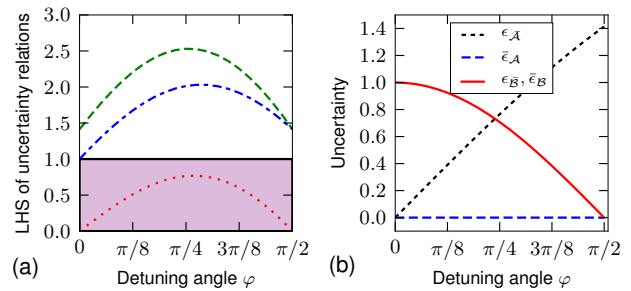 LHS of uncertainty relations
3.0
2.5
2.0
1.5
1.0
0.5
0.0
0 π/8 π/4 3π/8 π/2
Detuning angle φ
(a)
Uncertainty
1.4
1.2
1.0
0.8
0.6
0.4
0.2
0.0
ϵ_𝒜̄
ϵ̄_𝒜
ϵ_ℬ̄, ϵ̄_ℬ
0 π/8 π/4 3π/8 π/2
Detuning angle φ
(b)